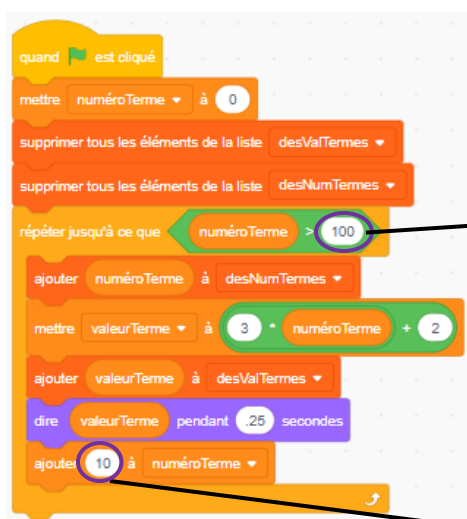 quand est cliqué
mettre numéroTerme à 0
supprimer tous les éléments de la liste desValTermes
supprimer tous les éléments de la liste desNumTermes
répéter jusqu'à ce que numéroTerme > 100
ajouter numéroTerme à desNumTermes
mettre valeurTerme à 3 * numéroTerme + 2
ajouter valeurTerme à desValTermes
dire valeurTerme pendant .25 secondes
ajouter 10 à numéroTerme